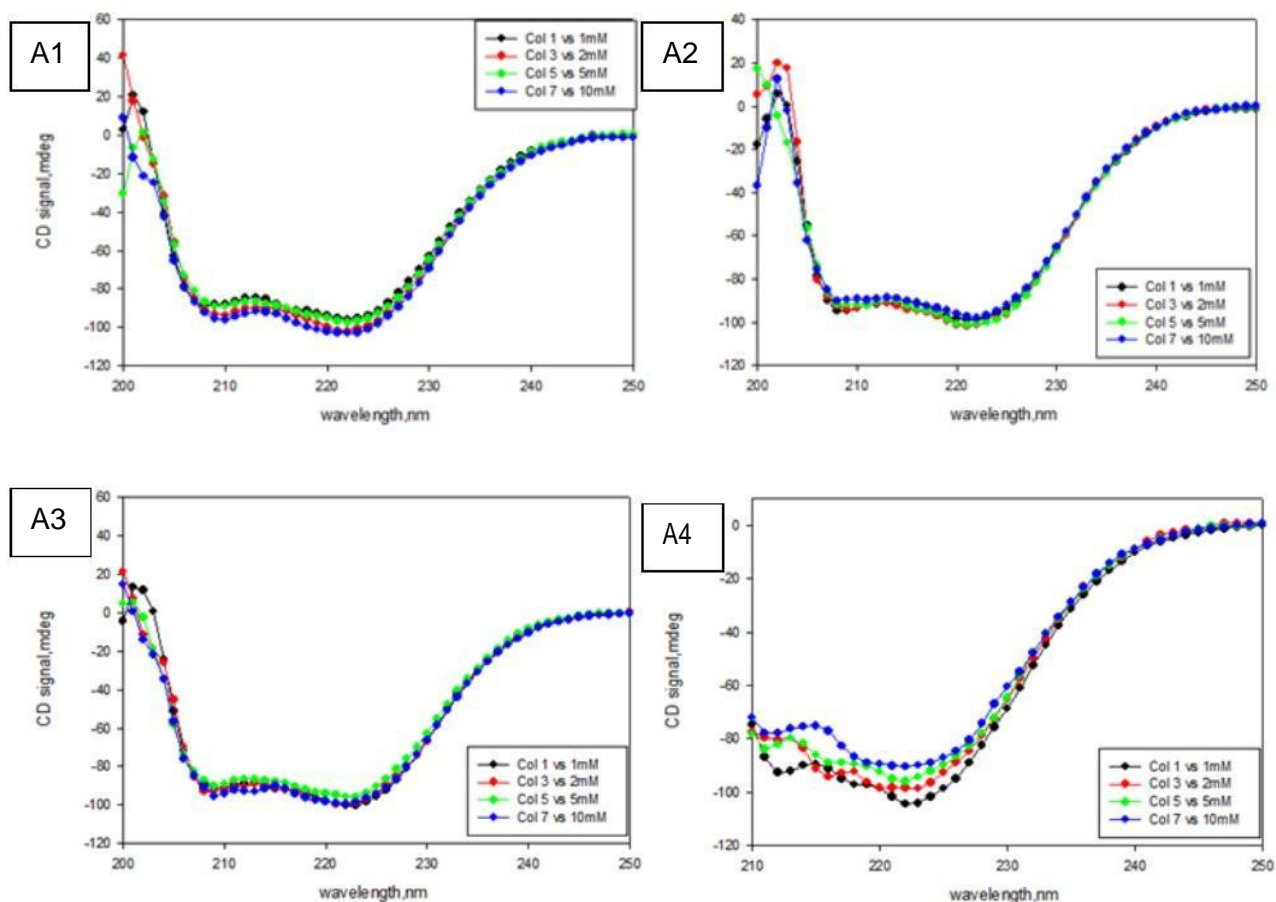 A1
Col 1 vs 1mM
Col 3 vs 2mM
Col 5 vs 5mM
Col 7 vs 10mM
60
40
20
0
-20
-40
-60
-80
-100
-120
CD signal,mdeg
200 210 220 230 240 250
wavelength,nm
A2
40
20
0
-20
-40
-60
-80
-100
-120
CD signal,mdeg
Col 1 vs 1mM
Col 3 vs 2mM
Col 5 vs 5mM
Col 7 vs 10mM
200 210 220 230 240 250
wavelength,nm
A3
60
40
20
0
-20
-40
-60
-80
-100
-120
CD signal,mdeg
Col 1 vs 1mM
Col 3 vs 2mM
Col 5 vs 5mM
Col 7 vs 10mM
200 210 220 230 240 250
wavelength,nm
A4
0
-20
-40
-60
-80
-100
-120
CD signal,mdeg
Col 1 vs 1mM
Col 3 vs 2mM
Col 5 vs 5mM
Col 7 vs 10mM
210 220 230 240 250
wavelength,nm